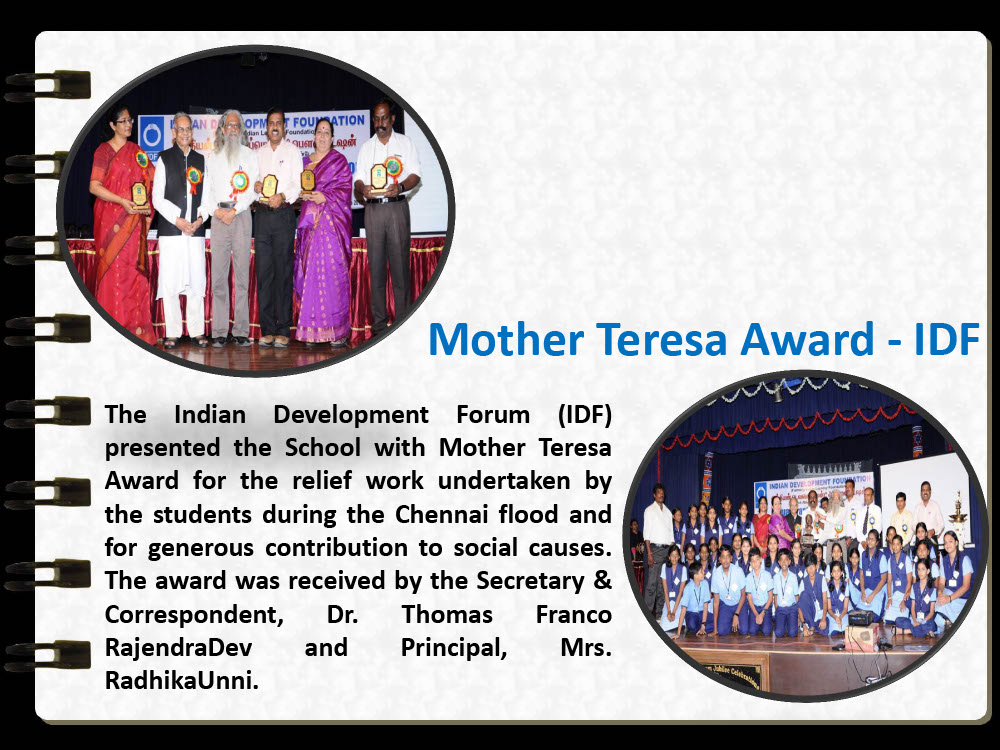 INDIAN DEVELOPMENT FOUNDATION
Mother Teresa Award - IDF
The Indian Development Forum (IDF)
presented the School with Mother Teresa
Award for the relief work undertaken by
the students during the Chennai flood and
for generous contribution to social causes.
The award was received by the Secretary &
Correspondent, Dr. Thomas Franco
RajendraDev and Principal, Mrs.
RadhikaUnni.
INDIAN DEVELOPMENT FOUNDATION
Jubilee Celebrations